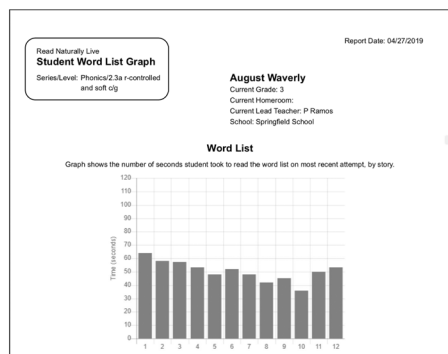 Report Date: 04/27/2019
Read Naturally Live
Student Word List Graph
Series/Level: Phonics/2.3a r-controlled
and soft c/g
August Waverly
Current Grade: 3
Current Homeroom:
Current Lead Teacher: P Ramos
School: Springfield School
Word List
Graph shows the number of seconds student took to read the word list on most recent attempt, by story.
Time (seconds)
120
110
100
90
80
70
60
50
40
30
20
10
0
1 2 3 4 5 6 7 8 9 10 11 12